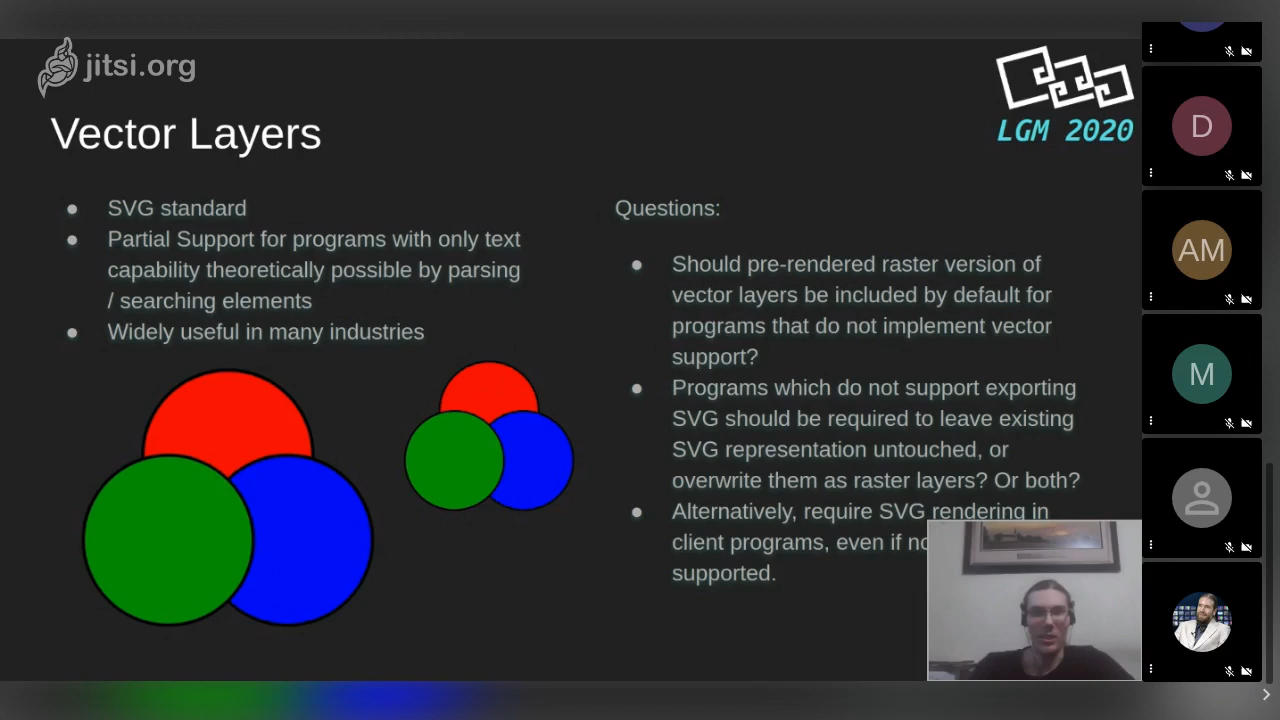 jitsi.org
LGM 2020
Vector Layers
● SVG standard
● Partial Support for programs with only text
capability theoretically possible by parsing
/ searching elements
● Widely useful in many industries
Questions:
● Should pre-rendered raster version of
vector layers be included by default for
programs that do not implement vector
support?
● Programs which do not support exporting
SVG should be required to leave existing
SVG representation untouched, or
overwrite them as raster layers? Or both?
● Alternatively, require SVG rendering in
client programs, even if
supported.
D
AM
M